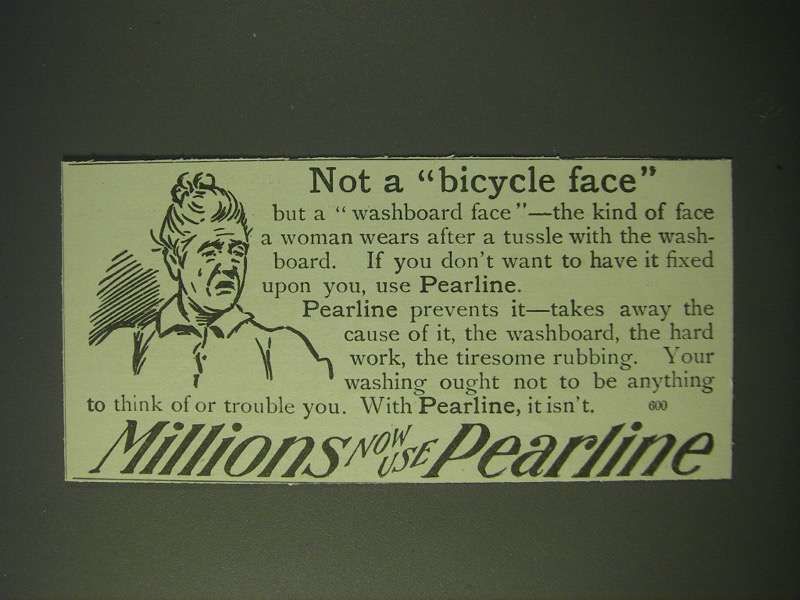 Not a “bicycle face”
but a “washboard face”—the kind of face
a woman wears after a tussle with the wash-
board. If you don't want to have it fixed
upon you, use Pearline.
Pearline prevents it—takes away the
cause of it, the washboard, the hard
work, the tiresome rubbing. Your
washing ought not to be anything
to think of or trouble you. With Pearline, it isn't. 600
Millions NOW USE Pearline